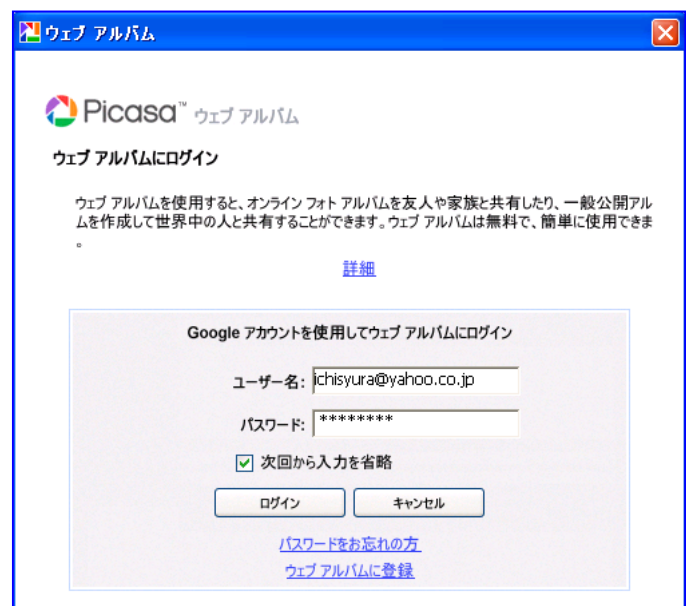 ウェブ アルバム
Picasa™ ウェブ アルバム
ウェブ アルバムにログイン
ウェブ アルバムを使用すると、オンライン フォト アルバムを友人や家族と共有したり、一般公開アル
ムを作成して世界中の人と共有することができます。ウェブ アルバムは無料で、簡単に使用できま
。
詳細
Google アカウントを使用してウェブ アルバムにログイン
ユーザー名: ichisyura@yahoo.co.jp
パスワード: ********
次回から入力を省略
ログイン キャンセル
パスワードをお忘れの方
ウェブ アルバムに登録